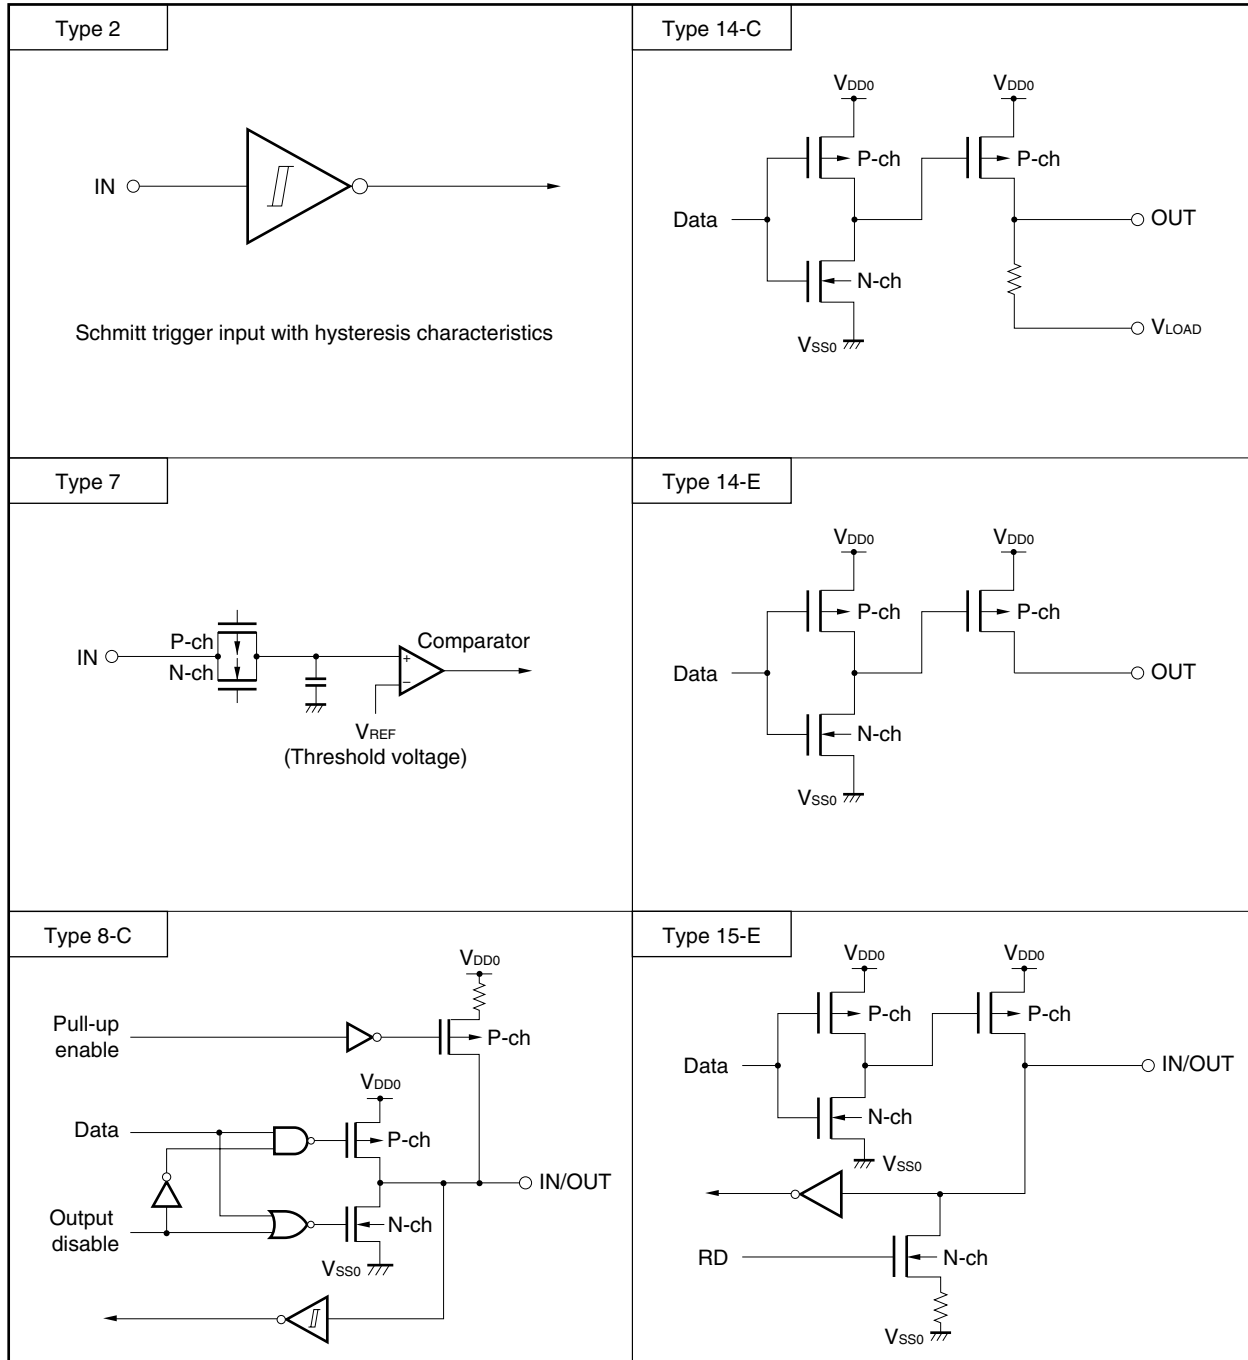 Type 2
IN
Schmitt trigger input with hysteresis characteristics
Type 14-C
VDD0
VDD0
P-ch
P-ch
Data
OUT
N-ch
VLOAD
VSS0
Type 7
P-ch
IN
N-ch
Comparator
+
−
VREF
(Threshold voltage)
Type 14-E
VDD0
VDD0
P-ch
P-ch
Data
OUT
N-ch
VSS0
Type 8-C
VDD0
Pull-up
enable
P-ch
VDD0
Data
P-ch
IN/OUT
Output
disable
N-ch
VSS0
Type 15-E
VDD0
VDD0
P-ch
P-ch
Data
IN/OUT
N-ch
VSS0
RD
N-ch
VSS0